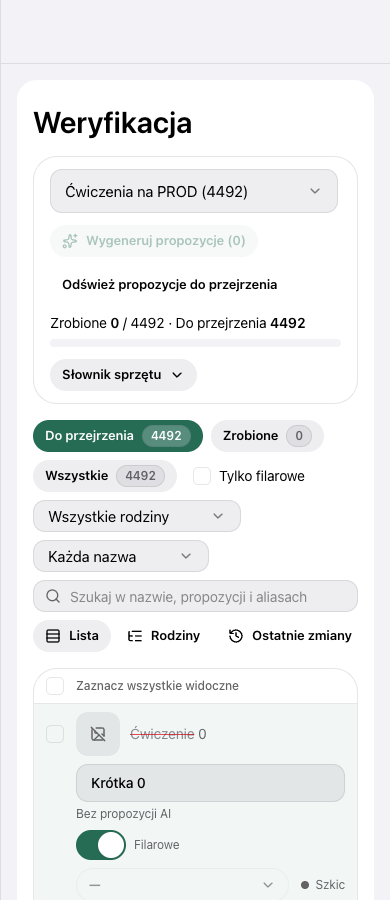 Weryfikacja
Ćwiczenia na PROD (4492)
Wygeneruj propozycje (0)
Odśwież propozycje do przejrzenia
Zrobione 0 / 4492 · Do przejrzenia 4492
Słownik sprzętu
Do przejrzenia 4492 Zrobione 0
Wszystkie 4492 Tylko filarowe
Wszystkie rodziny
Każda nazwa
Szukaj w nazwie, propozycji i aliasach
Lista Rodziny Ostatnie zmiany
Zaznacz wszystkie widoczne
Ćwiczenie 0
Krótka 0
Bez propozycji AI
Filarowe
— Szkic